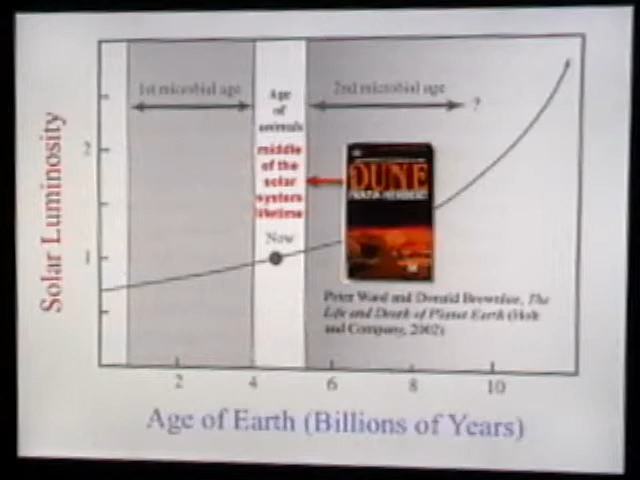 1st microbial age
Age
of
animals
2nd microbial age
?
middle
of the
solar
system
lifetime
DUNE
FRANK HERBERT
Now
Solar Luminosity
2
1
Peter Ward and Donald Brownlee, The
Life and Death of Planet Earth (Holt
and Company, 2002)
2
4
6
8
10
Age of Earth (Billions of Years)